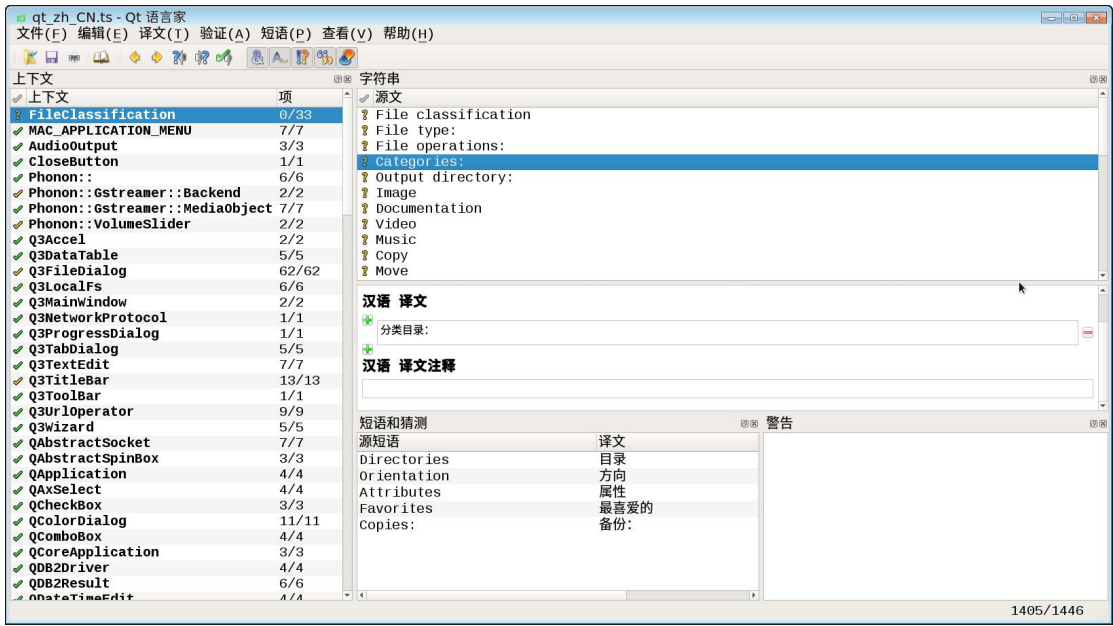 qt_zh_CN.ts - Qt 语言家
文件(F) 编辑(E) 译文(T) 验证(A) 短语(P) 查看(V) 帮助(H)
上下文
上下文 项
FileClassification 0/33
MAC_APPLICATION_MENU 7/7
AudioOutput 3/3
CloseButton 1/1
Phonon:: 6/6
Phonon::Gstreamer::Backend 2/2
Phonon::Gstreamer::MediaObject 7/7
Phonon::VolumeSlider 2/2
Q3Accel 2/2
Q3DataTable 5/5
Q3FileDialog 62/62
Q3LocalFs 6/6
Q3MainWindow 2/2
Q3NetworkProtocol 1/1
Q3ProgressDialog 1/1
Q3TabDialog 5/5
Q3TextEdit 7/7
Q3TitleBar 13/13
Q3ToolBar 1/1
Q3UrlOperator 9/9
Q3Wizard 5/5
QAbstractSocket 7/7
QAbstractSpinBox 3/3
QApplication 4/4
QAxSelect 4/4
QCheckBox 3/3
QColorDialog 11/11
QComboBox 4/4
QCoreApplication 3/3
QDB2Driver 4/4
QDB2Result 6/6
QDateTimeEdit 4/4
字符串
源文
File classification
File type:
File operations:
Categories:
Output directory:
Image
Documentation
Video
Music
Copy
Move
汉语 译文
分类目录:
汉语 译文注释
短语和猜测
源短语 译文
Directories 目录
Orientation 方向
Attributes 属性
Favorites 最喜爱的
Copies: 备份:
警告
1405/1446